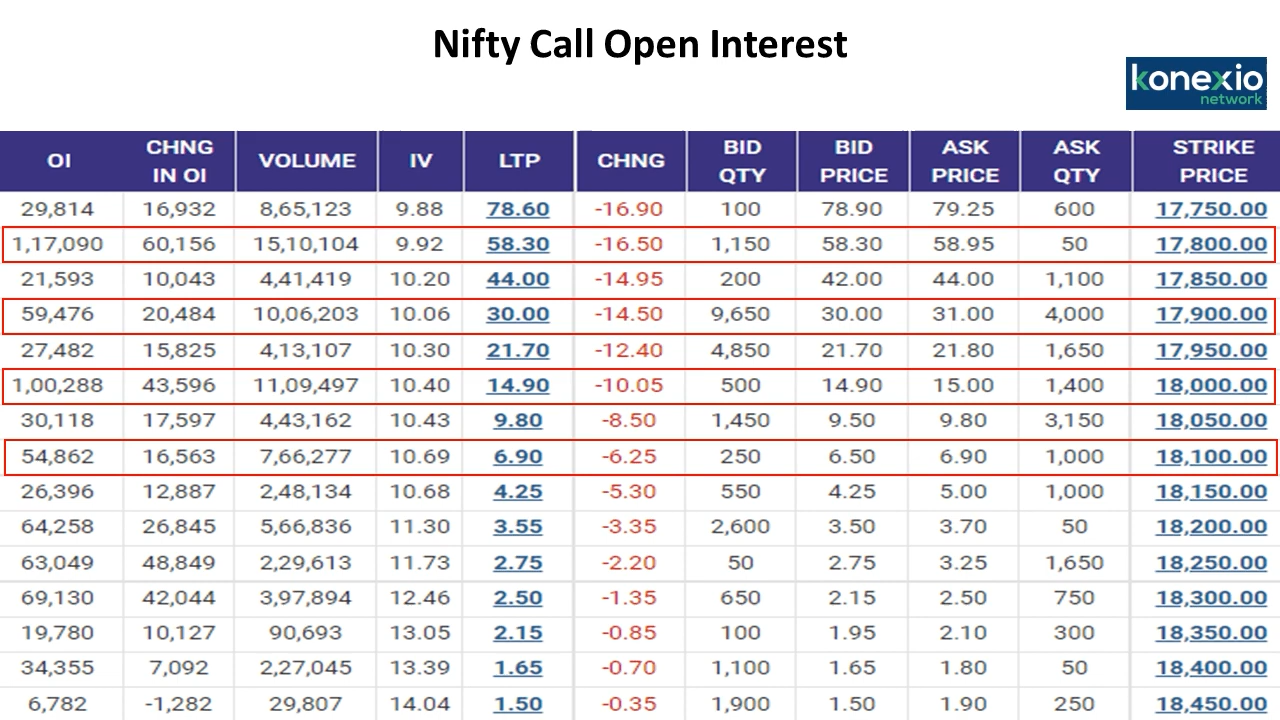 Nifty Call Open Interest
konexio
network
OI CHNG IN OI VOLUME IV LTP CHNG BID QTY BID PRICE ASK PRICE ASK QTY STRIKE PRICE
29,814 16,932 8,65,123 9.88 78.60 -16.90 100 78.90 79.25 600 17,750.00
1,17,090 60,156 15,10,104 9.92 58.30 -16.50 1,150 58.30 58.95 50 17,800.00
21,593 10,043 4,41,419 10.20 44.00 -14.95 200 42.00 44.00 1,100 17,850.00
59,476 20,484 10,06,203 10.06 30.00 -14.50 9,650 30.00 31.00 4,000 17,900.00
27,482 15,825 4,13,107 10.30 21.70 -12.40 4,850 21.70 21.80 1,650 17,950.00
1,00,288 43,596 11,09,497 10.40 14.90 -10.05 500 14.90 15.00 1,400 18,000.00
30,118 17,597 4,43,162 10.43 9.80 -8.50 1,450 9.50 9.80 3,150 18,050.00
54,862 16,563 7,66,277 10.69 6.90 -6.25 250 6.50 6.90 1,000 18,100.00
26,396 12,887 2,48,134 10.68 4.25 -5.30 550 4.25 5.00 1,000 18,150.00
64,258 26,845 5,66,836 11.30 3.55 -3.35 2,600 3.50 3.70 50 18,200.00
63,049 48,849 2,29,613 11.73 2.75 -2.20 50 2.75 3.25 1,650 18,250.00
69,130 42,044 3,97,894 12.46 2.50 -1.35 650 2.15 2.50 750 18,300.00
19,780 10,127 90,693 13.05 2.15 -0.85 100 1.95 2.10 300 18,350.00
34,355 7,092 2,27,045 13.39 1.65 -0.70 1,100 1.65 1.80 50 18,400.00
6,782 -1,282 29,807 14.04 1.50 -0.35 1,900 1.50 1.90 250 18,450.00